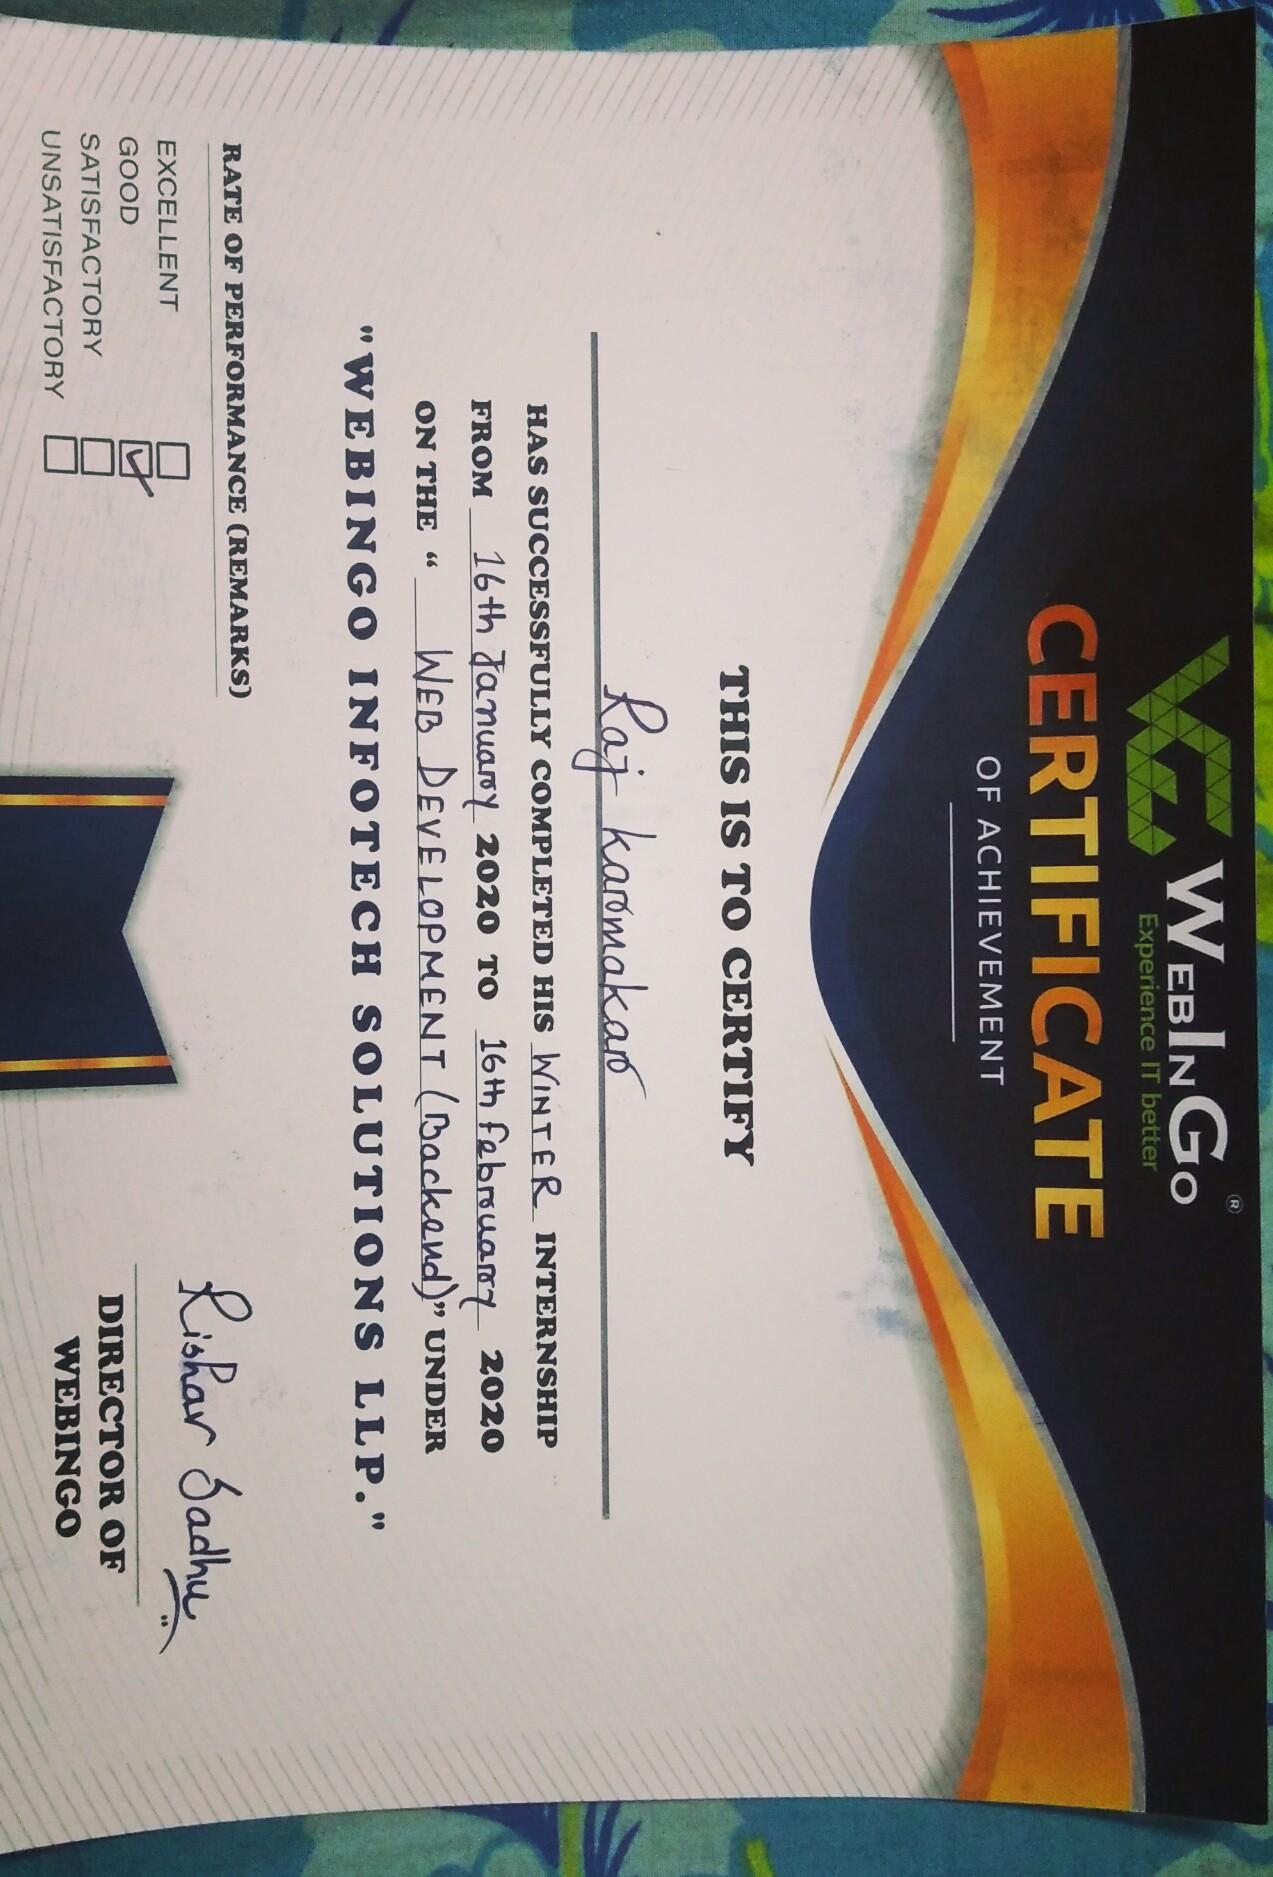 WEBINGO ®
Experience IT better
CERTIFICATE
OF ACHIEVEMENT
THIS IS TO CERTIFY
Raj Karmakar
HAS SUCCESSFULLY COMPLETED HIS WINTER INTERNSHIP
FROM 16th January 2020 TO 16th February 2020
ON THE “ WEB DEVELOPMENT (Backend)” UNDER
"WEBINGO INFOTECH SOLUTIONS LLP."
RATE OF PERFORMANCE (REMARKS)
EXCELLENT
GOOD
SATISFACTORY
UNSATISFACTORY
Rishar Sadhu
DIRECTOR OF
WEBINGO